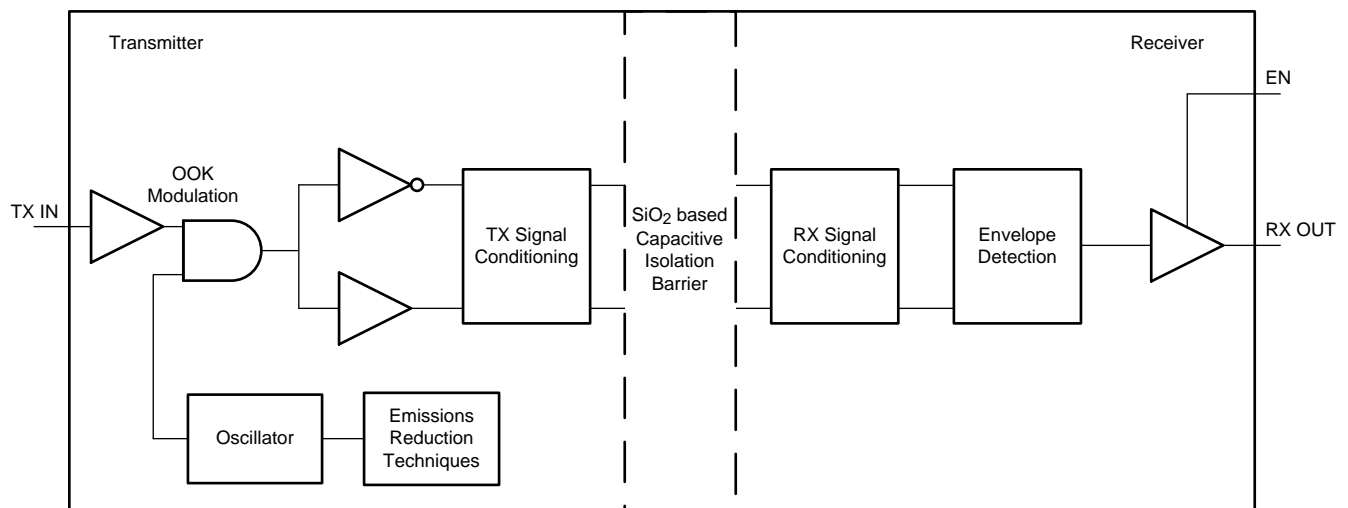 Transmitter
Receiver
EN
OOK
Modulation
TX IN
TX Signal
Conditioning
SiO2 based
Capacitive
Isolation
Barrier
RX Signal
Conditioning
Envelope
Detection
RX OUT
Oscillator
Emissions
Reduction
Techniques